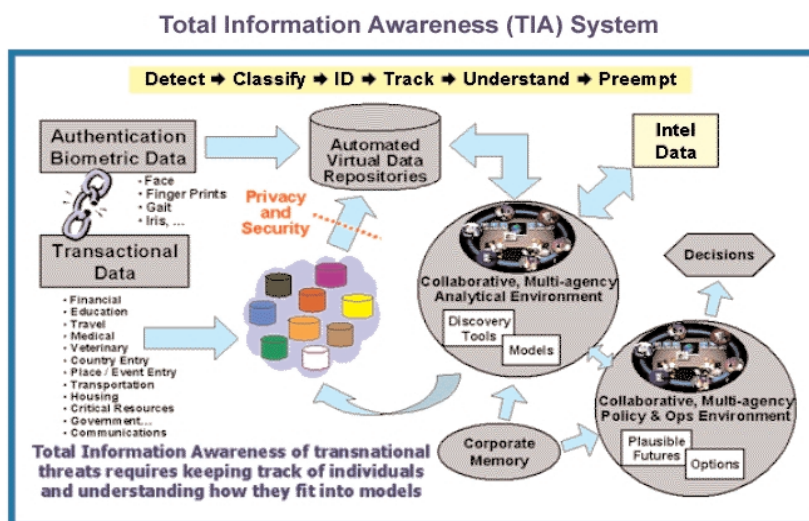 Total Information Awareness (TIA) System
Detect ➔ Classify ➔ ID ➔ Track ➔ Understand ➔ Preempt
Authentication
Biometric Data
• Face
• Finger Prints
• Gait
• Iris, ...
Automated
Virtual Data
Repositories
Intel
Data
Privacy
and
Security
Transactional
Data
• Financial
• Education
• Travel
• Medical
• Veterinary
• Country Entry
• Place / Event Entry
• Transportation
• Housing
• Critical Resources
• Government...
• Communications
Collaborative, Multi-agency
Analytical Environment
Discovery
Tools
Models
Decisions
Collaborative, Multi-agency
Policy & Ops Environment
Plausible
Futures
Options
Corporate
Memory
Total Information Awareness of transnational
threats requires keeping track of individuals
and understanding how they fit into models